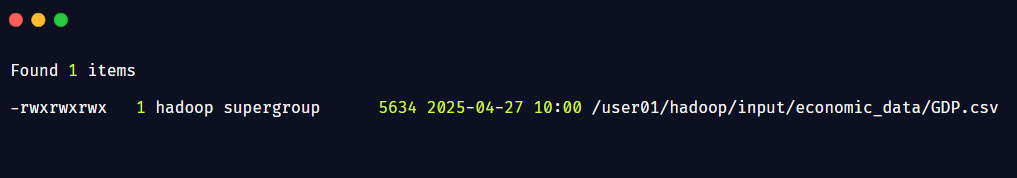 Found 1 items
-rwxrwxrwx   1 hadoop supergroup      5634 2025-04-27 10:00 /user01/hadoop/input/economic_data/GDP.csv